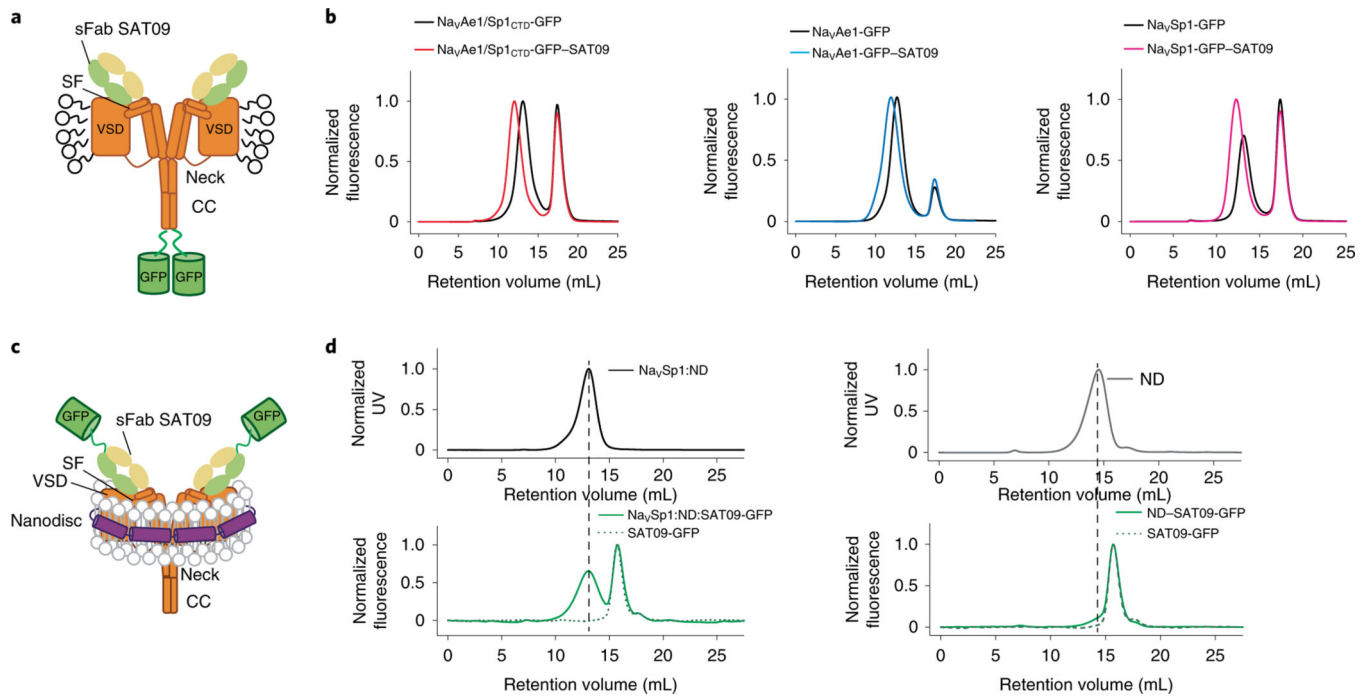 a
sFab SAT09
SF
VSD
VSD
Neck
CC
GFP
GFP
b
NaᵥAe1/Sp1CTD-GFP
NaᵥAe1/Sp1CTD-GFP–SAT09
Normalized
fluorescence
1.0
0.5
0
0 5 10 15 20 25
Retention volume (mL)
NaᵥAe1-GFP
NaᵥAe1-GFP–SAT09
Normalized
fluorescence
1.0
0.5
0
0 5 10 15 20 25
Retention volume (mL)
NaᵥSp1-GFP
NaᵥSp1-GFP–SAT09
Normalized
fluorescence
1.0
0.5
0
0 5 10 15 20 25
Retention volume (mL)
c
GFP
GFP
sFab SAT09
SF
VSD
Nanodisc
Neck
CC
d
NaᵥSp1:ND
Normalized
UV
1.0
0.5
0
0 5 10 15 20 25
Retention volume (mL)
NaᵥSp1:ND:SAT09-GFP
SAT09-GFP
Normalized
fluorescence
1.0
0.5
0
0 5 10 15 20 25
Retention volume (mL)
ND
Normalized
UV
1.0
0.5
0
0 5 10 15 20 25
Retention volume (mL)
ND–SAT09-GFP
SAT09-GFP
Normalized
fluorescence
1.0
0.5
0
0 5 10 15 20 25
Retention volume (mL)